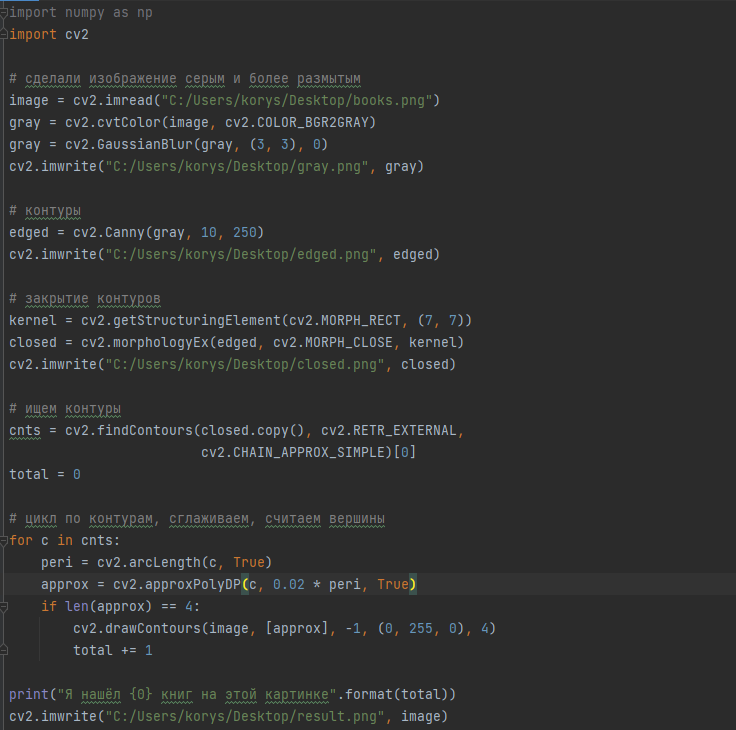 import numpy as np
import cv2
# сделали изображение серым и более размытым
image = cv2.imread("C:/Users/korys/Desktop/books.png")
gray = cv2.cvtColor(image, cv2.COLOR_BGR2GRAY)
gray = cv2.GaussianBlur(gray, (3, 3), 0)
cv2.imwrite("C:/Users/korys/Desktop/gray.png", gray)
# контуры
edged = cv2.Canny(gray, 10, 250)
cv2.imwrite("C:/Users/korys/Desktop/edged.png", edged)
# закрытие контуров
kernel = cv2.getStructuringElement(cv2.MORPH_RECT, (7, 7))
closed = cv2.morphologyEx(edged, cv2.MORPH_CLOSE, kernel)
cv2.imwrite("C:/Users/korys/Desktop/closed.png", closed)
# ищем контуры
cnts = cv2.findContours(closed.copy(), cv2.RETR_EXTERNAL,
                        cv2.CHAIN_APPROX_SIMPLE)[0]
total = 0
# цикл по контурам, сглаживаем, считаем вершины
for c in cnts:
    peri = cv2.arcLength(c, True)
    approx = cv2.approxPolyDP(c, 0.02 * peri, True)
    if len(approx) == 4:
        cv2.drawContours(image, [approx], -1, (0, 255, 0), 4)
        total += 1
print("Я нашёл {0} книг на этой картинке".format(total))
cv2.imwrite("C:/Users/korys/Desktop/result.png", image)